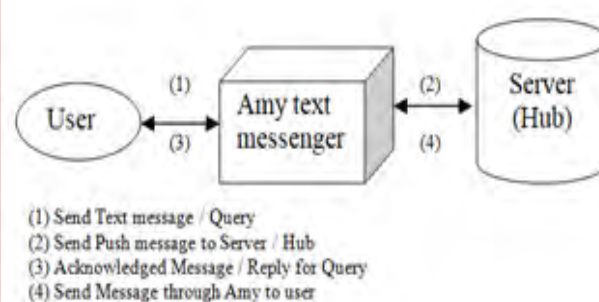 (1)
(2)
User
Amy text
messenger
Server
(Hub)
(3)
(4)
(1) Send Text message / Query
(2) Send Push message to Server / Hub
(3) Acknowledged Message / Reply for Query
(4) Send Message through Amy to user